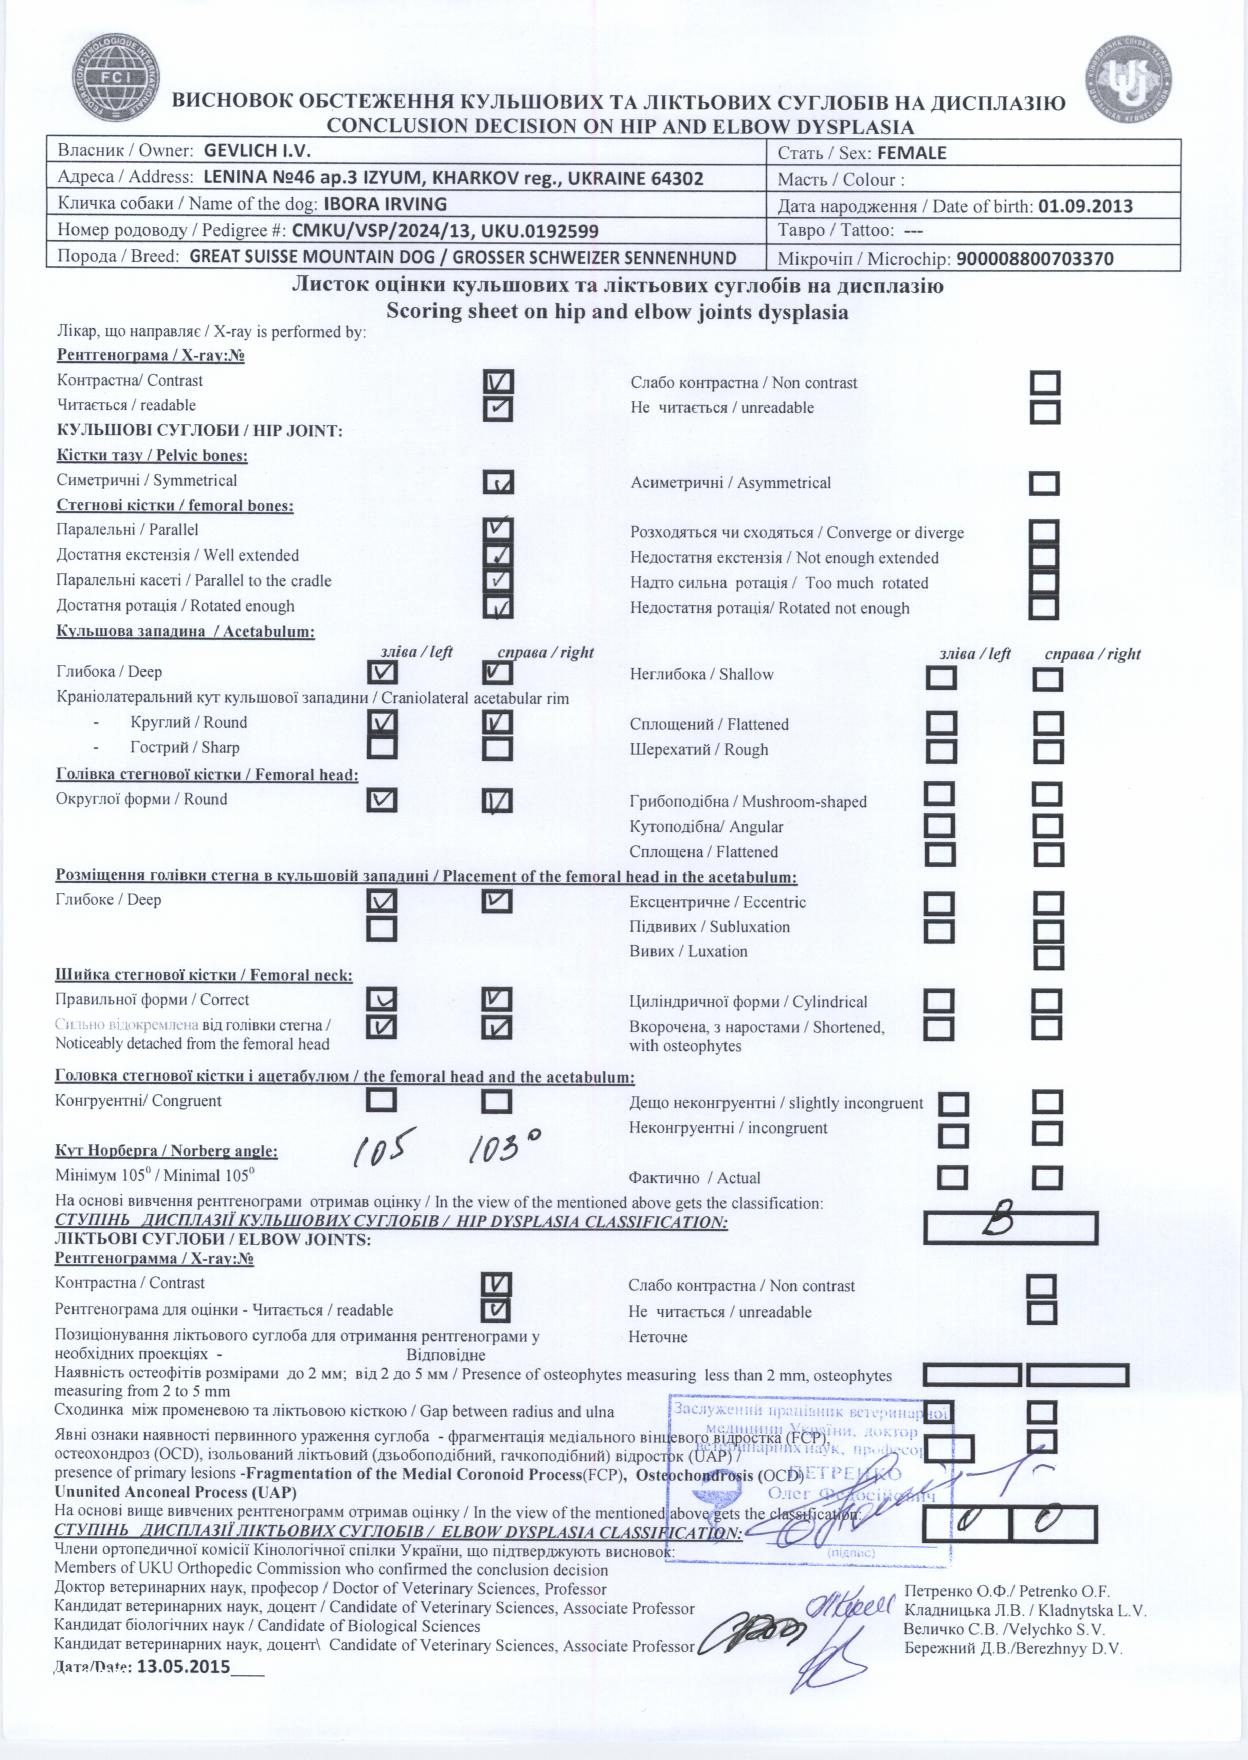 FEDERATION CYNOLOGIQUE INTERNATIONALE
FCI
UKU
ВИСНОВОК ОБСТЕЖЕННЯ КУЛЬШОВИХ ТА ЛІКТЬОВИХ СУГЛОБІВ НА ДИСПЛАЗІЮ
CONCLUSION DECISION ON HIP AND ELBOW DYSPLASIA
Власник / Owner: GEVLICH I.V.
Стать / Sex: FEMALE
Адреса / Address: LENINA №46 ap.3 IZYUM, KHARKOV reg., UKRAINE 64302
Масть / Colour :
Кличка собаки / Name of the dog: IBORA IRVING
Дата народження / Date of birth: 01.09.2013
Номер родоводу / Pedigree #: CMKU/VSP/2024/13, UKU.0192599
Тавро / Tattoo: ---
Порода / Breed: GREAT SUISSE MOUNTAIN DOG / GROSSER SCHWEIZER SENNENHUND
Мікрочіп / Microchip: 900008800703370
Листок оцінки кульшових та ліктьових суглобів на дисплазію
Scoring sheet on hip and elbow joints dysplasia
Лікар, що направляє / X-ray is performed by:
Рентгенограма / X-ray:№
Контрастна/ Contrast
Слабо контрастна / Non contrast
Читається / readable
Не читається / unreadable
КУЛЬШОВІ СУГЛОБИ / HIP JOINT:
Кістки тазу / Pelvic bones:
Симетричні / Symmetrical
Асиметричні / Asymmetrical
Стегнові кістки / femoral bones:
Паралельні / Parallel
Розходяться чи сходяться / Converge or diverge
Достатня екстензія / Well extended
Недостатня екстензія / Not enough extended
Паралельні касеті / Parallel to the cradle
Надто сильна ротація / Too much rotated
Достатня ротація / Rotated enough
Недостатня ротація/ Rotated not enough
Кульшова западина / Acetabulum:
зліва / left справа / right
зліва / left справа / right
Глибока / Deep
Неглибока / Shallow
Краніолатеральний кут кульшової западини / Craniolateral acetabular rim
- Круглий / Round
Сплощений / Flattened
- Гострий / Sharp
Шерехатий / Rough
Голівка стегнової кістки / Femoral head:
Округлої форми / Round
Грибоподібна / Mushroom-shaped
Кутоподібна/ Angular
Сплощена / Flattened
Розміщення голівки стегна в кульшовій западині / Placement of the femoral head in the acetabulum:
Глибоке / Deep
Ексцентричне / Eccentric
Підвивих / Subluxation
Вивих / Luxation
Шийка стегнової кістки / Femoral neck:
Правильної форми / Correct
Циліндричної форми / Cylindrical
Сильно відокремлена від голівки стегна /
Noticeably detached from the femoral head
Вкорочена, з наростами / Shortened,
with osteophytes
Головка стегнової кістки і ацетабулюм / the femoral head and the acetabulum:
Конгруентні/ Congruent
Дещо неконгруентні / slightly incongruent
Неконгруентні / incongruent
Кут Норберга / Norberg angle: 105 103°
Мінімум 105⁰ / Minimal 105⁰
Фактично / Actual
На основі вивчення рентгенограми отримав оцінку / In the view of the mentioned above gets the classification:
СТУПІНЬ ДИСПЛАЗІЇ КУЛЬШОВИХ СУГЛОБІВ / HIP DYSPLASIA CLASSIFICATION: B
ЛІКТЬОВІ СУГЛОБИ / ELBOW JOINTS:
Рентгенограмма / X-ray:№
Контрастна / Contrast
Слабо контрастна / Non contrast
Рентгенограма для оцінки - Читається / readable
Не читається / unreadable
Позиціонування ліктьового суглоба для отримання рентгенограми у
Неточне
необхідних проекціях - Відповідне
Наявність остеофітів розмірами до 2 мм; від 2 до 5 мм / Presence of osteophytes measuring less than 2 mm, osteophytes
measuring from 2 to 5 mm
Сходинка між променевою та ліктьовою кісткою / Gap between radius and ulna
Явні ознаки наявності первинного ураження суглоба - фрагментація медіального вінцевого відростка (FCP),
остеохондроз (OCD), ізольований ліктьовий (дзьобоподібний, гачкоподібний) відросток (UAP) /
presence of primary lesions -Fragmentation of the Medial Coronoid Process(FCP), Osteochondrosis (OCD)
Ununited Anconeal Process (UAP)
Заслужений працівник ветеринарної
медицини України, доктор
ветеринарних наук, професор
ПЕТРЕНКО
Олег Федосійович
(підпис)
На основі вище вивчених рентгенограмм отримав оцінку / In the view of the mentioned above gets the classification:
СТУПІНЬ ДИСПЛАЗІЇ ЛІКТЬОВИХ СУГЛОБІВ / ELBOW DYSPLASIA CLASSIFICATION: 0 0
Члени ортопедичної комісії Кінологічної спілки України, що підтверджують висновок:
Members of UKU Orthopedic Commission who confirmed the conclusion decision
Доктор ветеринарних наук, професор / Doctor of Veterinary Sciences, Professor
Петренко О.Ф./ Petrenko O.F.
Кандидат ветеринарних наук, доцент / Candidate of Veterinary Sciences, Associate Professor
Кладницька Л.В. / Kladnytska L.V.
Кандидат біологічних наук / Candidate of Biological Sciences
Величко С.В. /Velychko S.V.
Кандидат ветеринарних наук, доцент\ Candidate of Veterinary Sciences, Associate Professor
Бережний Д.В./Berezhnyy D.V.
Дата/Date: 13.05.2015____